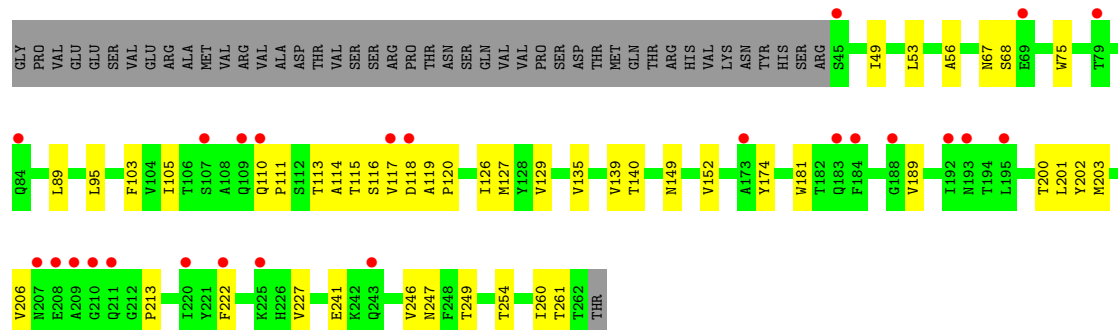 GLY PRO VAL GLU GLU SER VAL GLU ARG ALA MET VAL ARG VAL ALA ASP THR VAL SER SER ARG PRO THR ASN SER GLN VAL VAL PRO SER ASP THR MET GLN THR ARG HIS VAL LYS ASN TYR HIS SER ARG S45 I49 L53 A56 N67 S68 E69 W75 T79
Q84 L89 L95 F103 V104 I105 T106 S107 A108 Q109 Q110 P111 S112 T113 A114 T115 S116 V117 D118 A119 P120 I126 M127 Y128 V129 V135 V139 T140 N149 V152 A173 Y174 W181 T182 Q183 F184 G188 V189 I192 N193 T194 L195 T200 L201 Y202 M203
V206 N207 E208 A209 G210 Q211 G212 P213 I220 Y221 F222 K225 H226 V227 E241 K242 Q243 V246 N247 F248 T249 T254 I260 T261 T262 THR